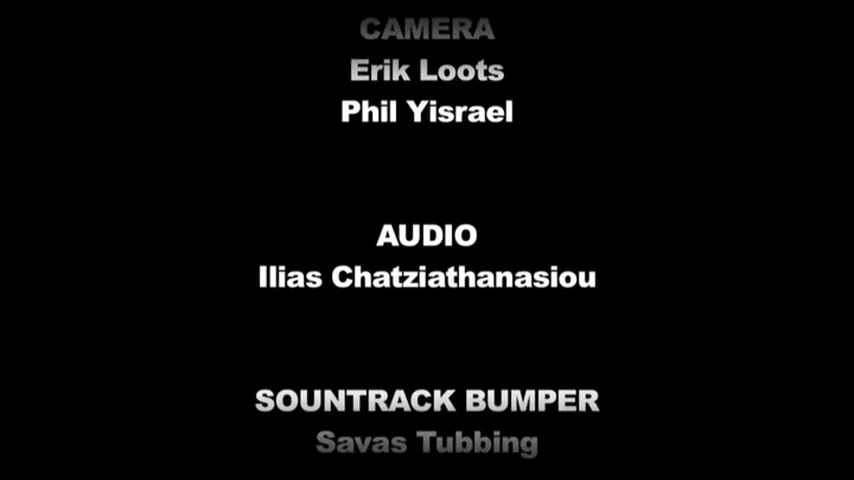 CAMERA
Erik Loots
Phil Yisrael
AUDIO
Ilias Chatziathanasiou
SOUNTRACK BUMPER
Savas Tubbing